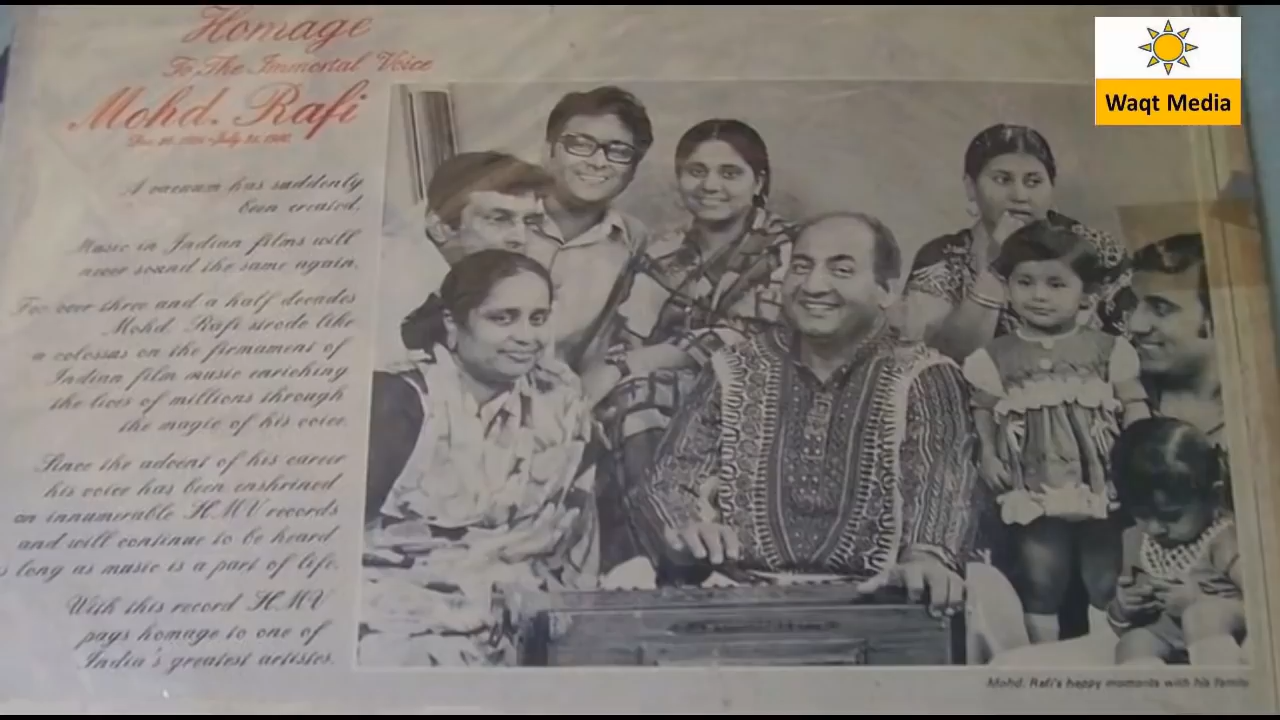 Homage
To The Immortal Voice
Mohd. Rafi
A vacuum has suddenly
been created.
Music in Indian films will
never sound the same again.
For over three and a half decades
Mohd. Rafi strode like
a colossus on the firmament of
Indian film music enriching
the lives of millions through
the magic of his voice.
Since the advent of his career
his voice has been enshrined
on innumerable HMV records
and will continue to be heard
long as music is a part of life.
With this record HMV
pays homage to one of
India's greatest artistes.
Mohd. Rafi's happy moments with his family
Waqt Media